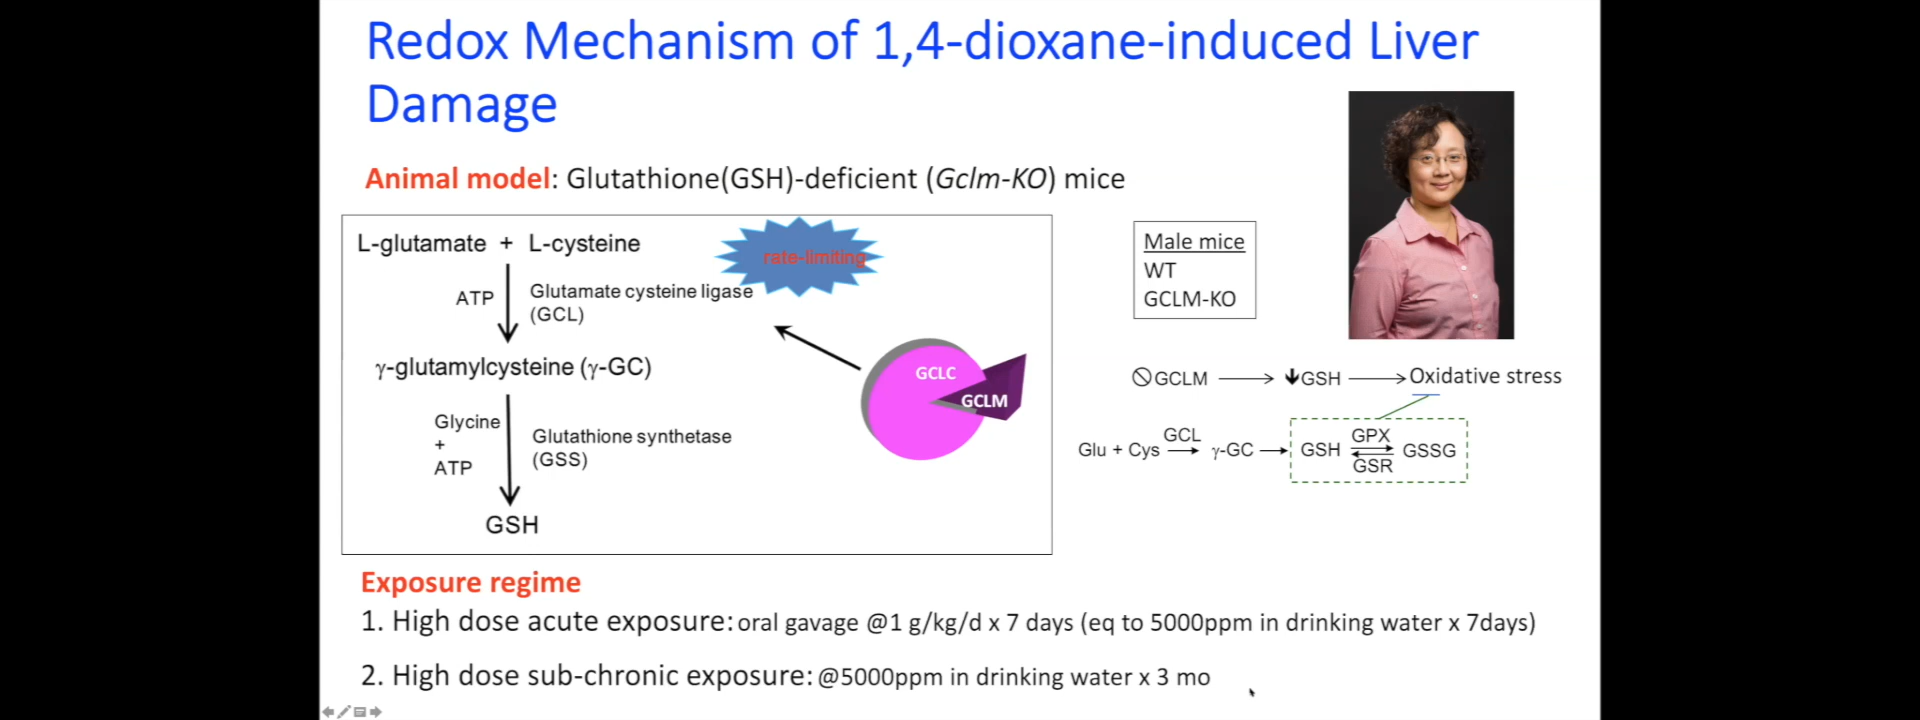 Redox Mechanism of 1,4-dioxane-induced Liver
Damage
Animal model: Glutathione(GSH)-deficient (Gclm-KO) mice
L-glutamate + L-cysteine
rate-limiting
ATP
Glutamate cysteine ligase
(GCL)
γ-glutamylcysteine (γ-GC)
GCLC
GCLM
Glycine
+
ATP
Glutathione synthetase
(GSS)
GSH
Male mice
WT
GCLM-KO
GCLM
GSH
Oxidative stress
Glu + Cys
GCL
γ-GC
GSH
GPX
GSR
GSSG
Exposure regime
1. High dose acute exposure: oral gavage @1 g/kg/d x 7 days (eq to 5000ppm in drinking water x 7days)
2. High dose sub-chronic exposure: @5000ppm in drinking water x 3 mo